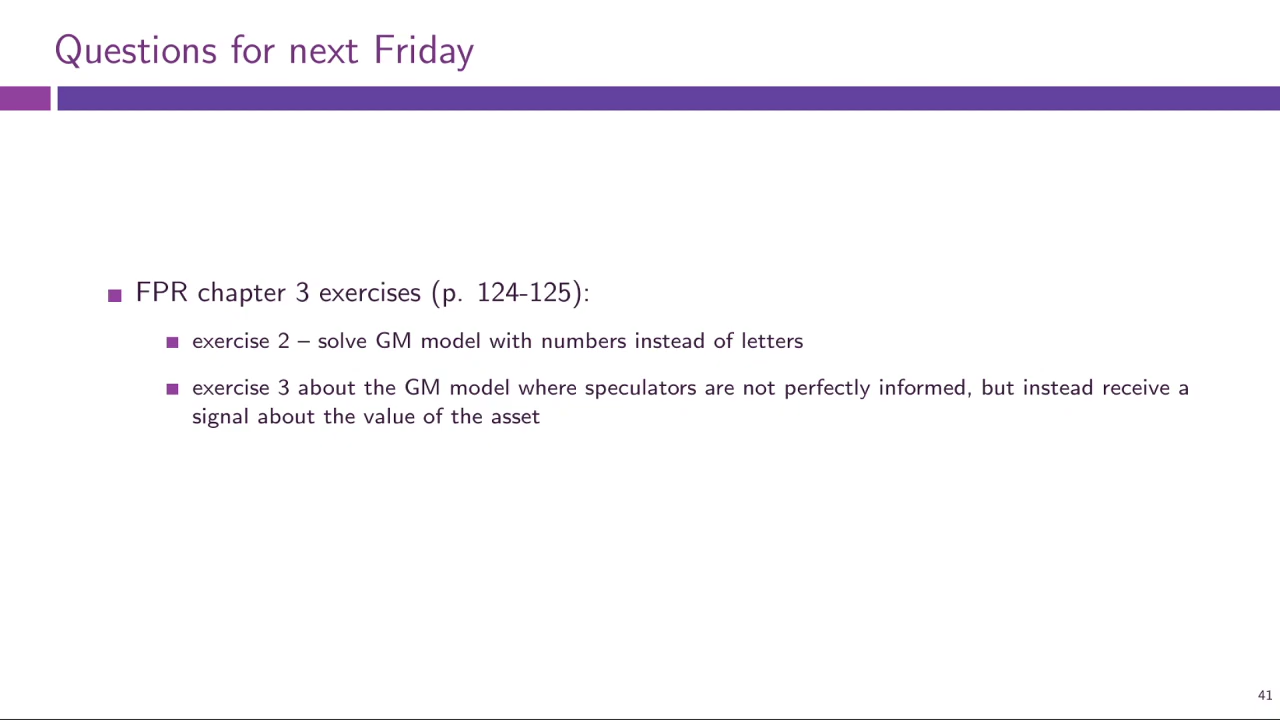 Questions for next Friday
FPR chapter 3 exercises (p. 124-125):
exercise 2 – solve GM model with numbers instead of letters
exercise 3 about the GM model where speculators are not perfectly informed, but instead receive a
signal about the value of the asset
41